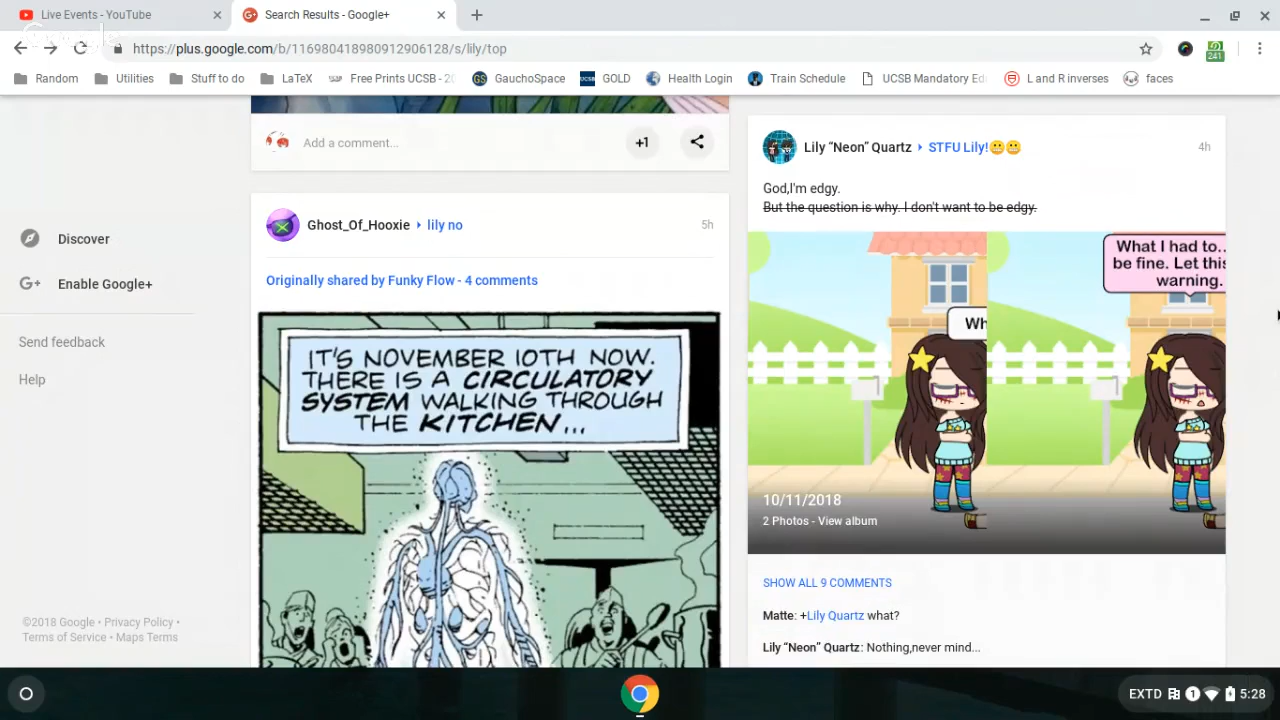 Live Events - YouTube
Search Results - Google+
https://plus.google.com/b/116980418980912906128/s/lily/top
Random
Utilities
Stuff to do
LaTeX
Free Prints UCSB - 20
GauchoSpace
GOLD
Health Login
Train Schedule
UCSB Mandatory Ed
L and R inverses
faces
241
Google+
Discover
Enable Google+
Send feedback
Help
©2018 Google • Privacy Policy •
Terms of Service • Maps Terms
Add a comment...
+1
Ghost_Of_Hooxie
lily no
5h
Originally shared by Funky Flow - 4 comments
IT'S NOVEMBER 10TH NOW.
THERE IS A CIRCULATORY
SYSTEM WALKING THROUGH
THE KITCHEN...
Lily “Neon” Quartz
STFU Lily!😬😬
4h
God,I'm edgy.
But the question is why. I don't want to be edgy.
Wh
What I had to..
be fine. Let this
warning.
10/11/2018
2 Photos - View album
SHOW ALL 9 COMMENTS
Matte: +Lily Quartz what?
Lily “Neon” Quartz: Nothing,never mind...
EXTD
1
5:28